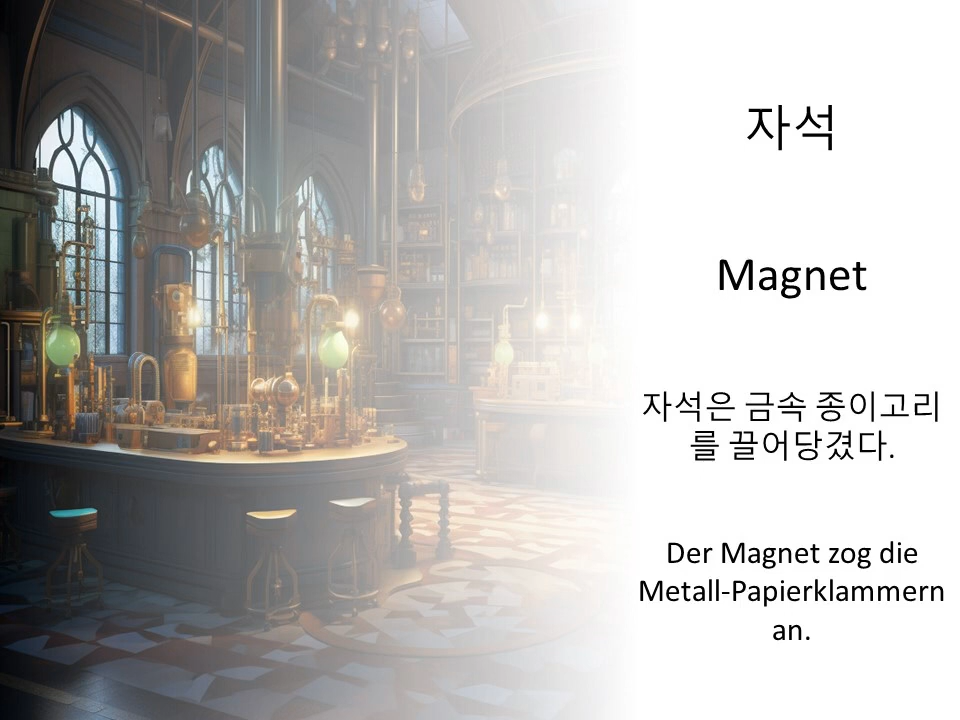 자석
Magnet
자석은 금속 종이고리
를 끌어당겼다.
Der Magnet zog die
Metall-Papierklammern
an.